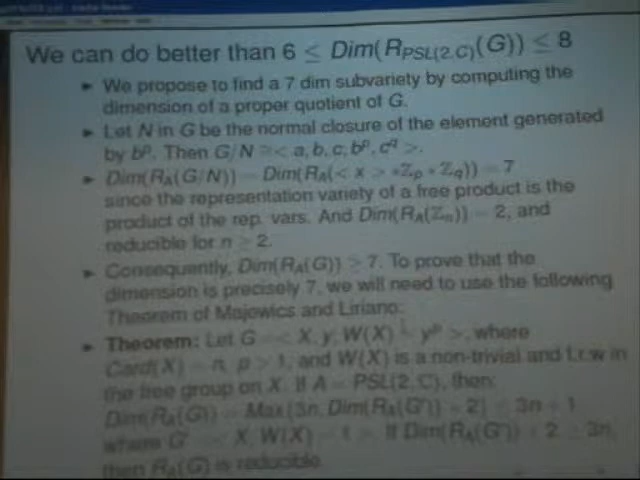 We can do better than 6 ≤ Dim(R_PSL(2,C)(G)) ≤ 8
► We propose to find a 7 dim subvariety by computing the
dimension of a proper quotient of G.
► Let N in G be the normal closure of the element generated
by b^p. Then G/N ≅< a, b, c, b^p, c^q >.
► Dim(R_A(G/N)) = Dim(R_A(< x > *Z_p * Z_q)) = 7
since the representation variety of a free product is the
product of the rep. vars. And Dim(R_A(Z_n)) = 2, and
reducible for n ≥ 2.
► Consequently, Dim(R_A(G)) ≥ 7. To prove that the
dimension is precisely 7, we will need to use the following
Theorem of Majewics and Liriano:
► Theorem: Let G = < X, y; W(X) = y^p >, where
Card(X) = n, p > 1, and W(X) is a non-trivial and f.r.w in
the free group on X. If A = PSL(2, C), then:
Dim(R_A(G)) = Max{3n, Dim(R_A(G')) + 2} ≤ 3n + 1
where G' = < X; W(X) = 1 >. If Dim(R_A(G')) + 2 3n,
then R_A(G) is reducible.